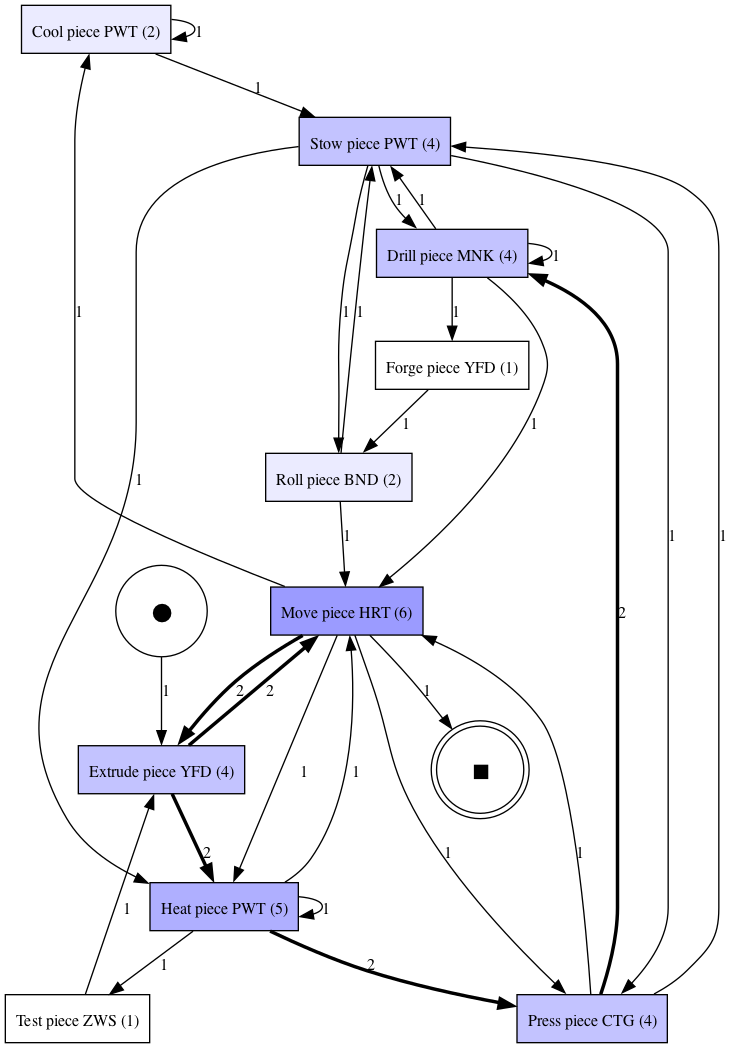 Cool piece PWT (2)
1
1
Stow piece PWT (4)
1
1
Drill piece MNK (4)
1
1
1
1
Forge piece YFD (1)
1
1
1
Roll piece BND (2)
1
1
1
1
Move piece HRT (6)
2
1
2
2
1
Extrude piece YFD (4)
1
1
2
1
1
Heat piece PWT (5)
1
1
1
2
Test piece ZWS (1)
Press piece CTG (4)